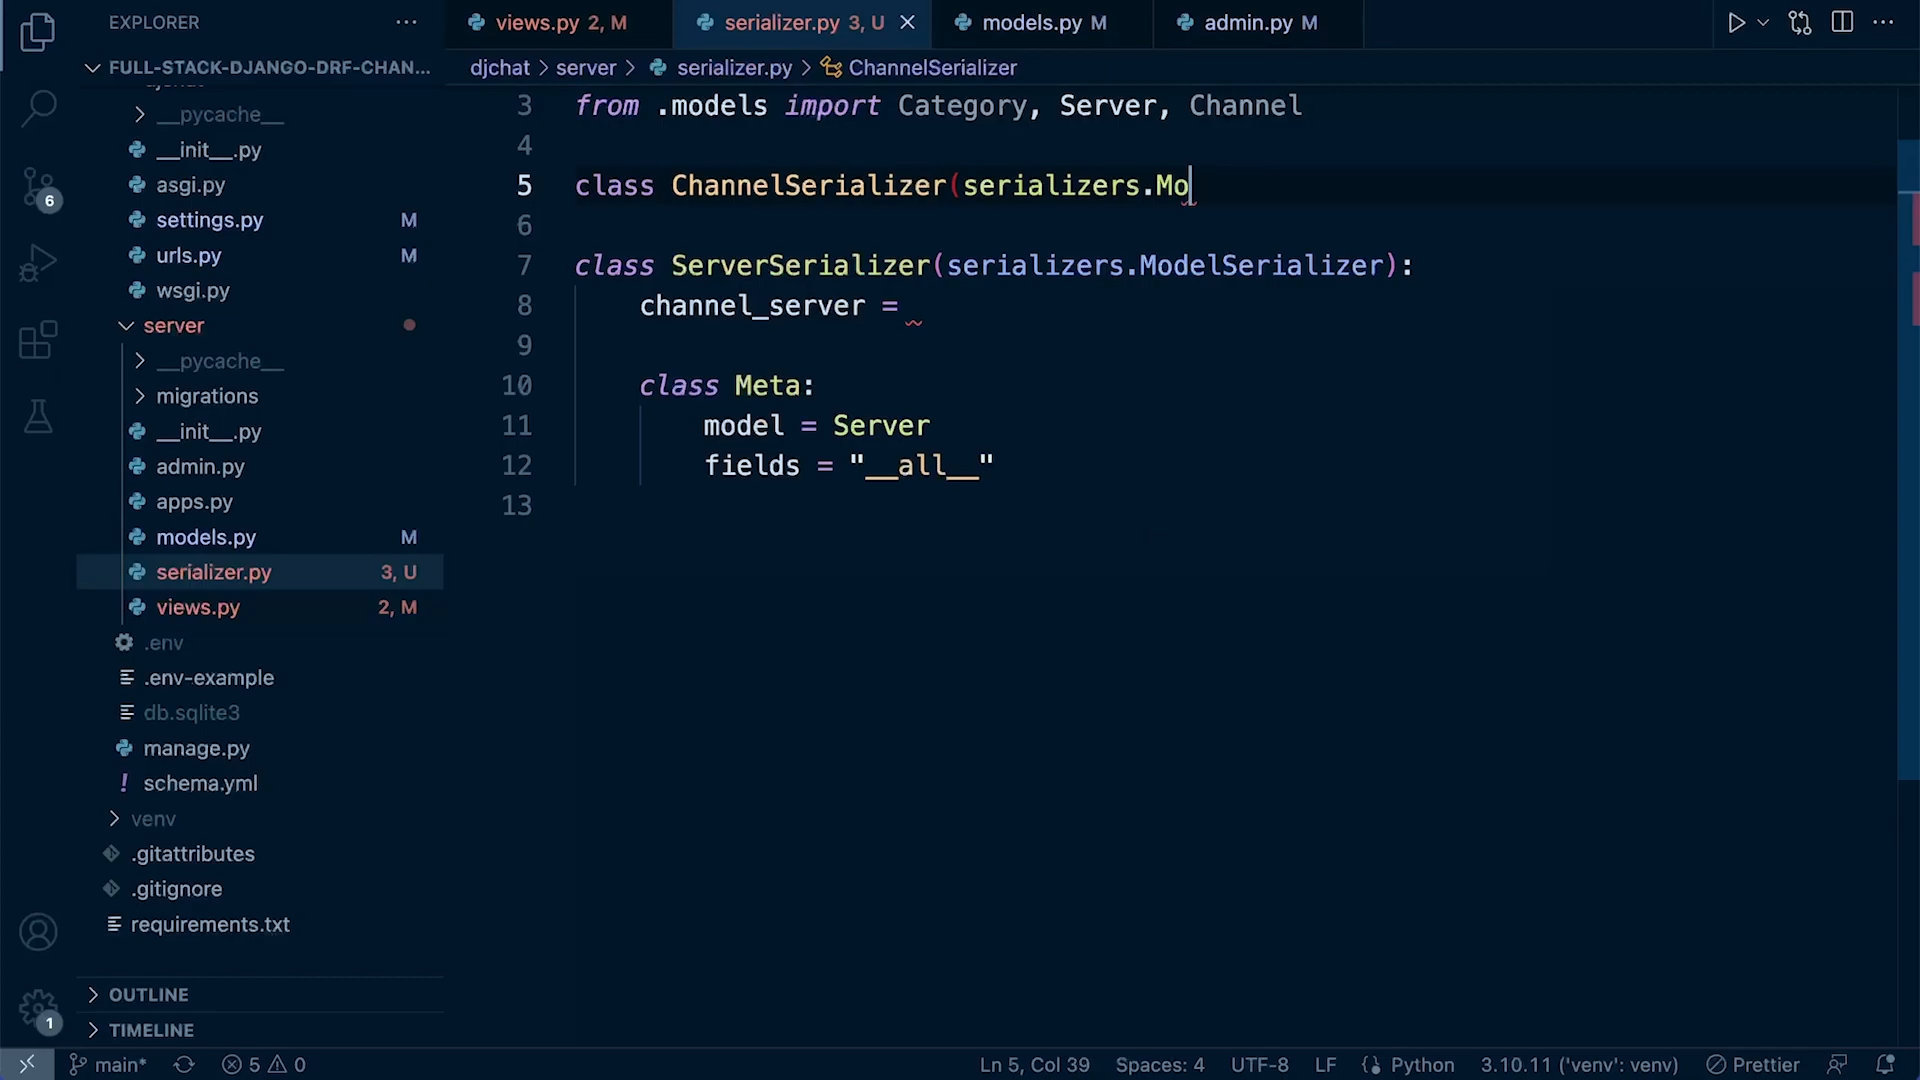 EXPLORER
views.py 2, M
serializer.py 3, U
models.py M
admin.py M
FULL-STACK-DJANGO-DRF-CHAN...
djchat > server > serializer.py > ChannelSerializer
__pycache__
__init__.py
asgi.py
settings.py M
urls.py M
wsgi.py
server
__pycache__
migrations
__init__.py
admin.py
apps.py
models.py M
serializer.py 3, U
views.py 2, M
.env
.env-example
db.sqlite3
manage.py
! schema.yml
venv
.gitattributes
.gitignore
requirements.txt
OUTLINE
TIMELINE
6
1
3 from .models import Category, Server, Channel
4
5 class ChannelSerializer(serializers.Mo
6
7 class ServerSerializer(serializers.ModelSerializer):
8 channel_server =
9
10 class Meta:
11 model = Server
12 fields = "__all__"
13
main* 5 0 Ln 5, Col 39 Spaces: 4 UTF-8 LF Python 3.10.11 ('venv': venv) Prettier